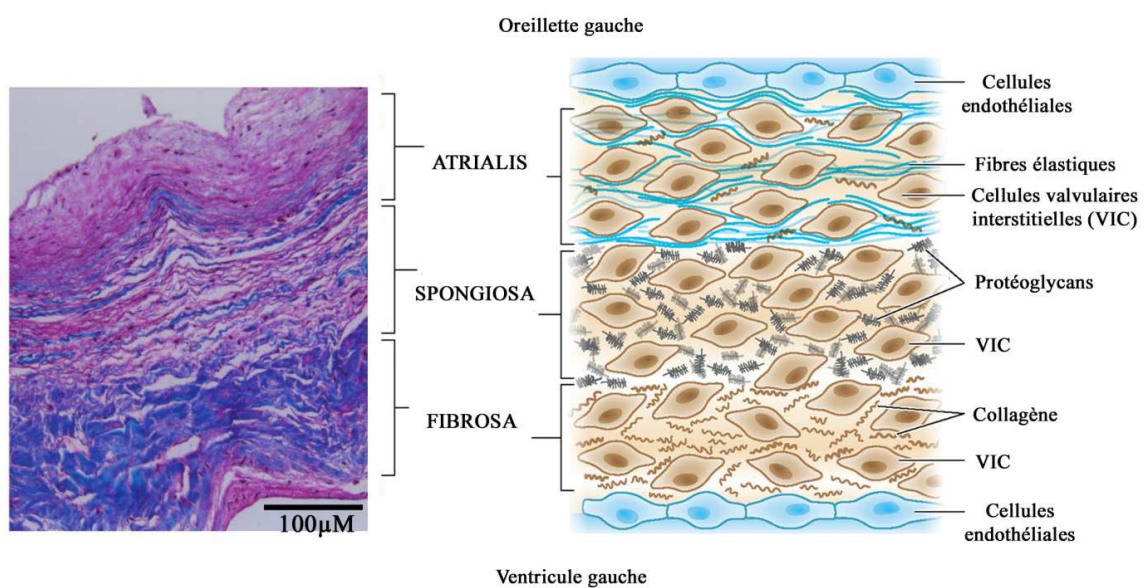 Oreillette gauche
Cellules
endothéliales
ATRIALIS
Fibres élastiques
Cellules valvulaires
interstitielles (VIC)
SPONGIOSA
Protéoglycans
VIC
FIBROSA
Collagène
VIC
100µM
Cellules
endothéliales
Ventricule gauche